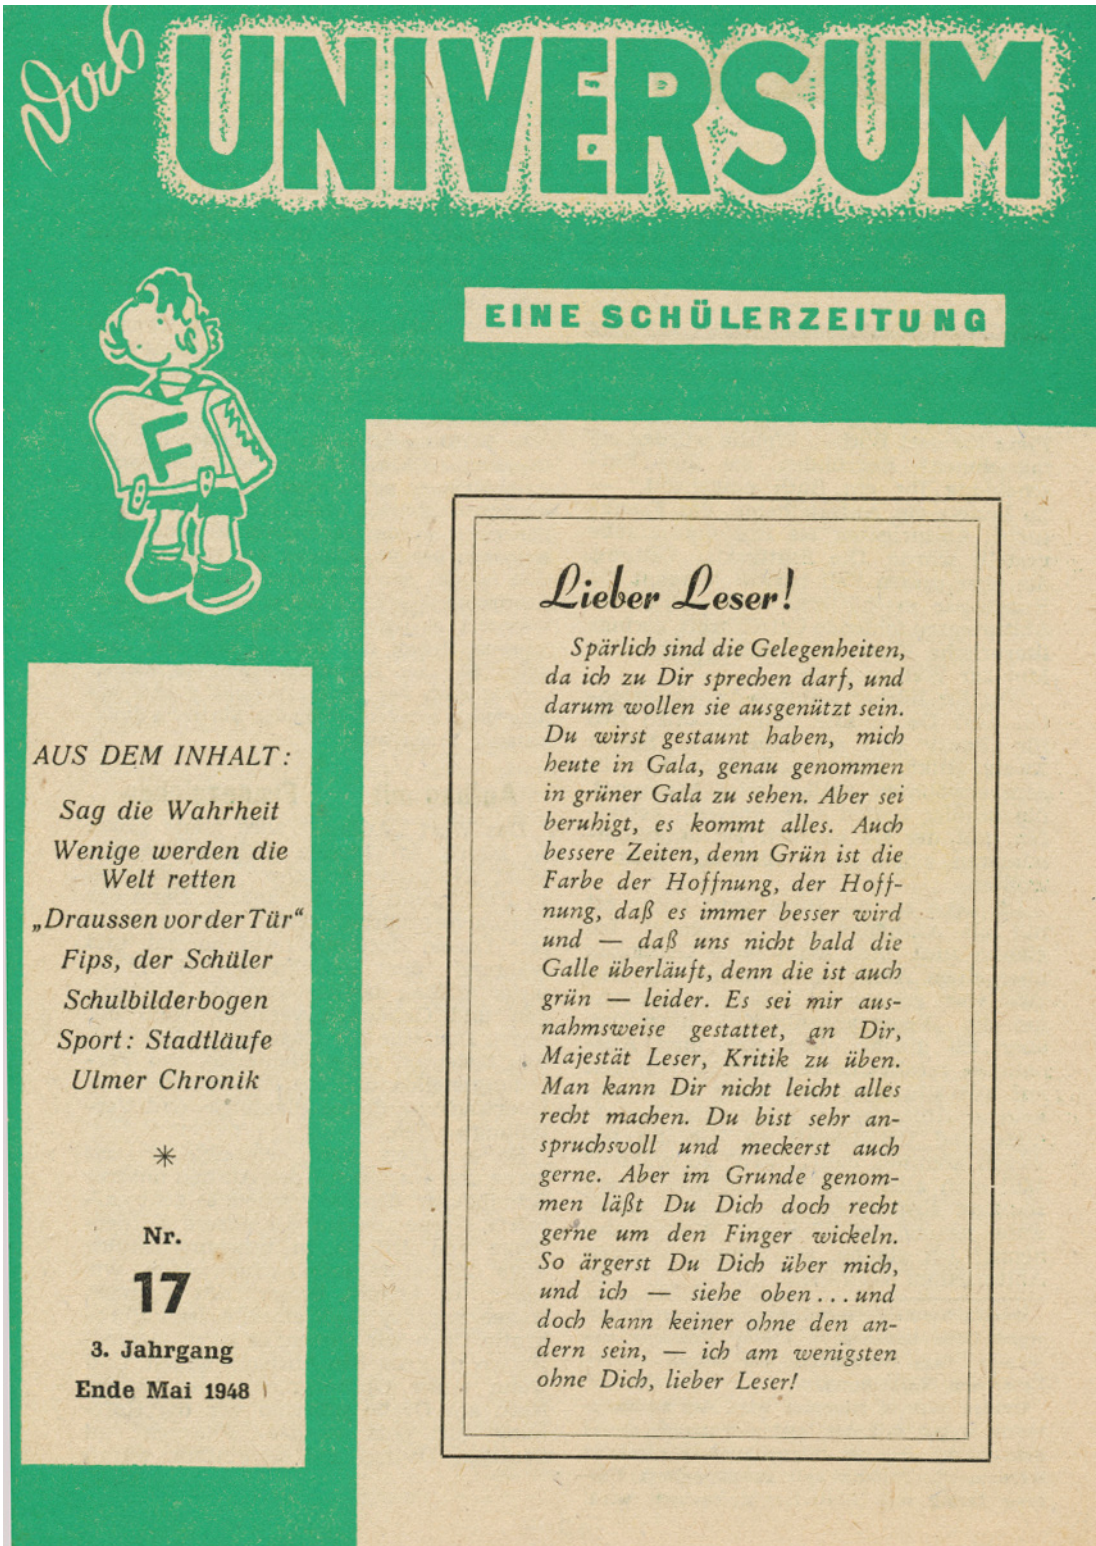 UNIVERSUM
EINE SCHÜLERZEITUNG
F
AUS DEM INHALT:
Sag die Wahrheit
Wenige werden die
Welt retten
„Draussen vor der Tür“
Fips, der Schüler
Schulbilderbogen
Sport: Stadtläufe
Ulmer Chronik
Nr.
17
3. Jahrgang
Ende Mai 1948
Lieber Leser!
Spärlich sind die Gelegenheiten,
da ich zu Dir sprechen darf, und
darum wollen sie ausgenützt sein.
Du wirst gestaunt haben, mich
heute in Gala, genau genommen
in grüner Gala zu sehen. Aber sei
beruhigt, es kommt alles. Auch
bessere Zeiten, denn Grün ist die
Farbe der Hoffnung, der Hoff-
nung, daß es immer besser wird
und — daß uns nicht bald die
Galle überläuft, denn die ist auch
grün — leider. Es sei mir aus-
nahmsweise gestattet, an Dir,
Majestät Leser, Kritik zu üben.
Man kann Dir nicht leicht alles
recht machen. Du bist sehr an-
spruchsvoll und meckerst auch
gerne. Aber im Grunde genom-
men läßt Du Dich doch recht
gerne um den Finger wickeln.
So ärgerst Du Dich über mich,
und ich — siehe oben...und
doch kann keiner ohne den an-
dern sein, — ich am wenigsten
ohne Dich, lieber Leser!